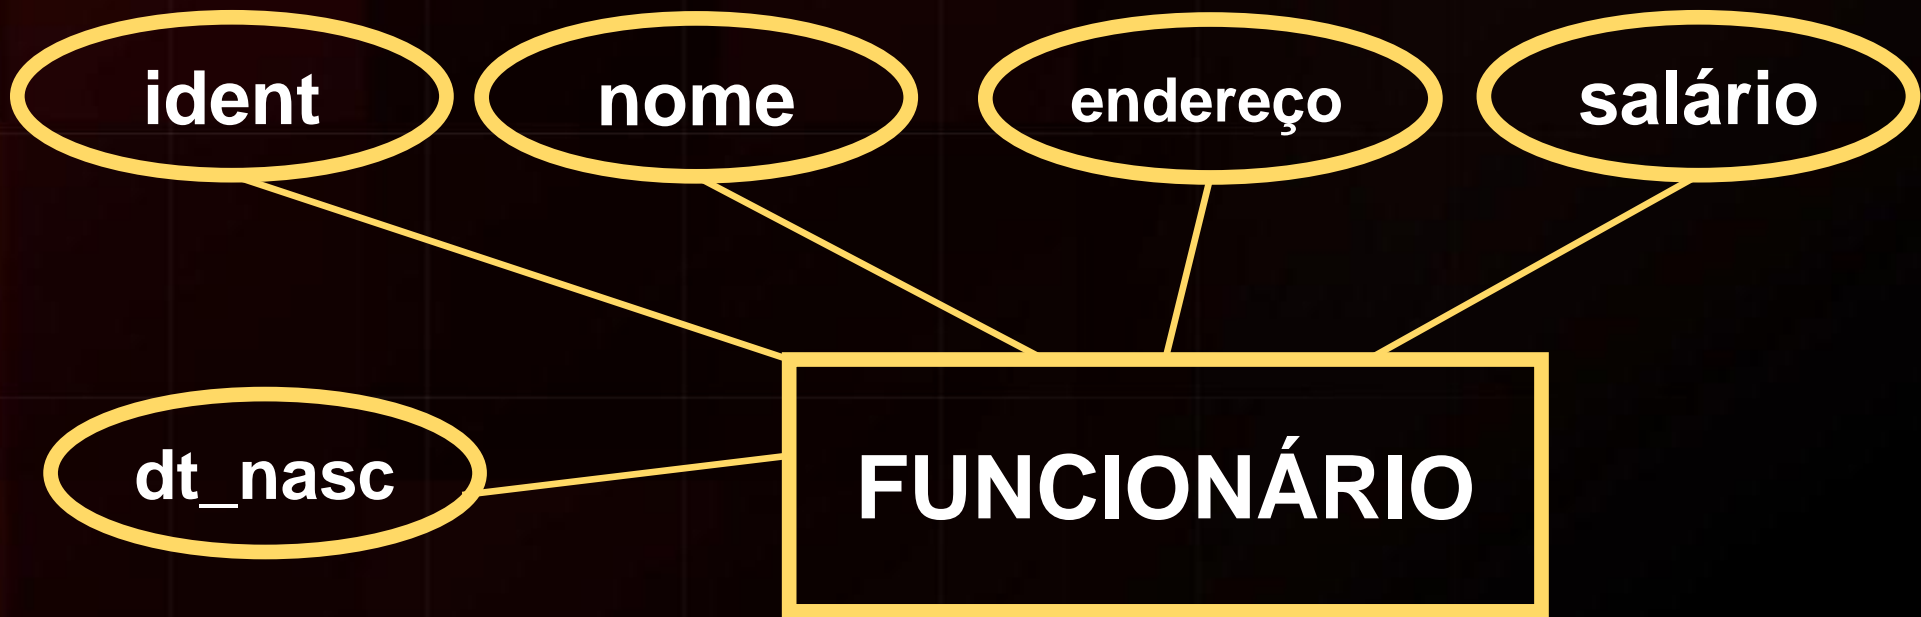 ident
nome
endereço
salário
dt_nasc
FUNCIONÁRIO